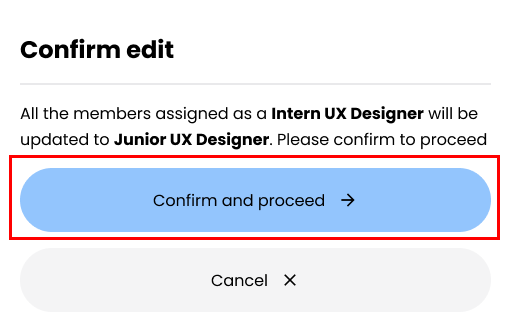 Confirm edit
All the members assigned as a Intern UX Designer will be
updated to Junior UX Designer. Please confirm to proceed
Confirm and proceed
Cancel